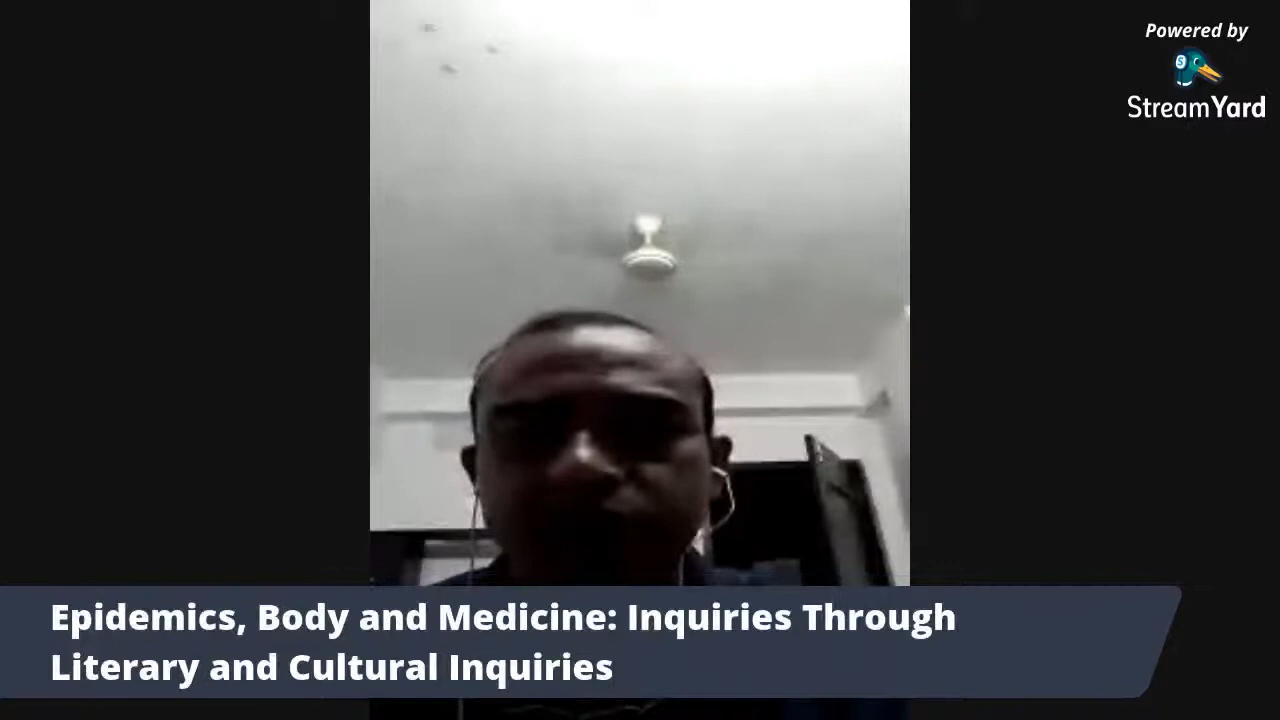 Powered by
StreamYard
Epidemics, Body and Medicine: Inquiries Through
Literary and Cultural Inquiries